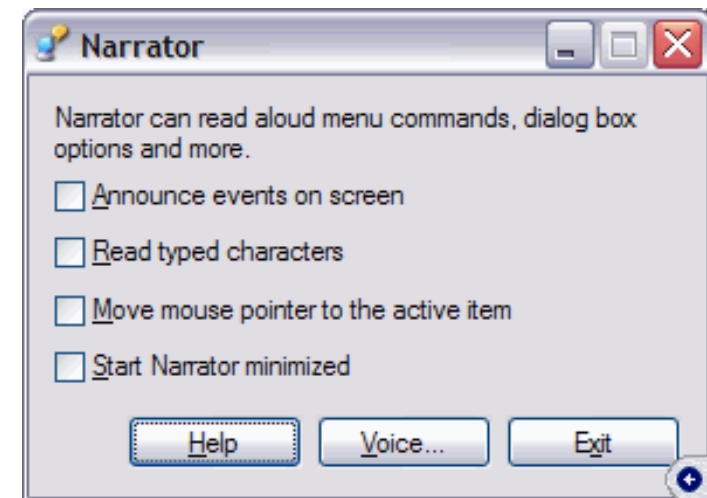 Narrator
Narrator can read aloud menu commands, dialog box
options and more.
Announce events on screen
Read typed characters
Move mouse pointer to the active item
Start Narrator minimized
Help
Voice...
Exit